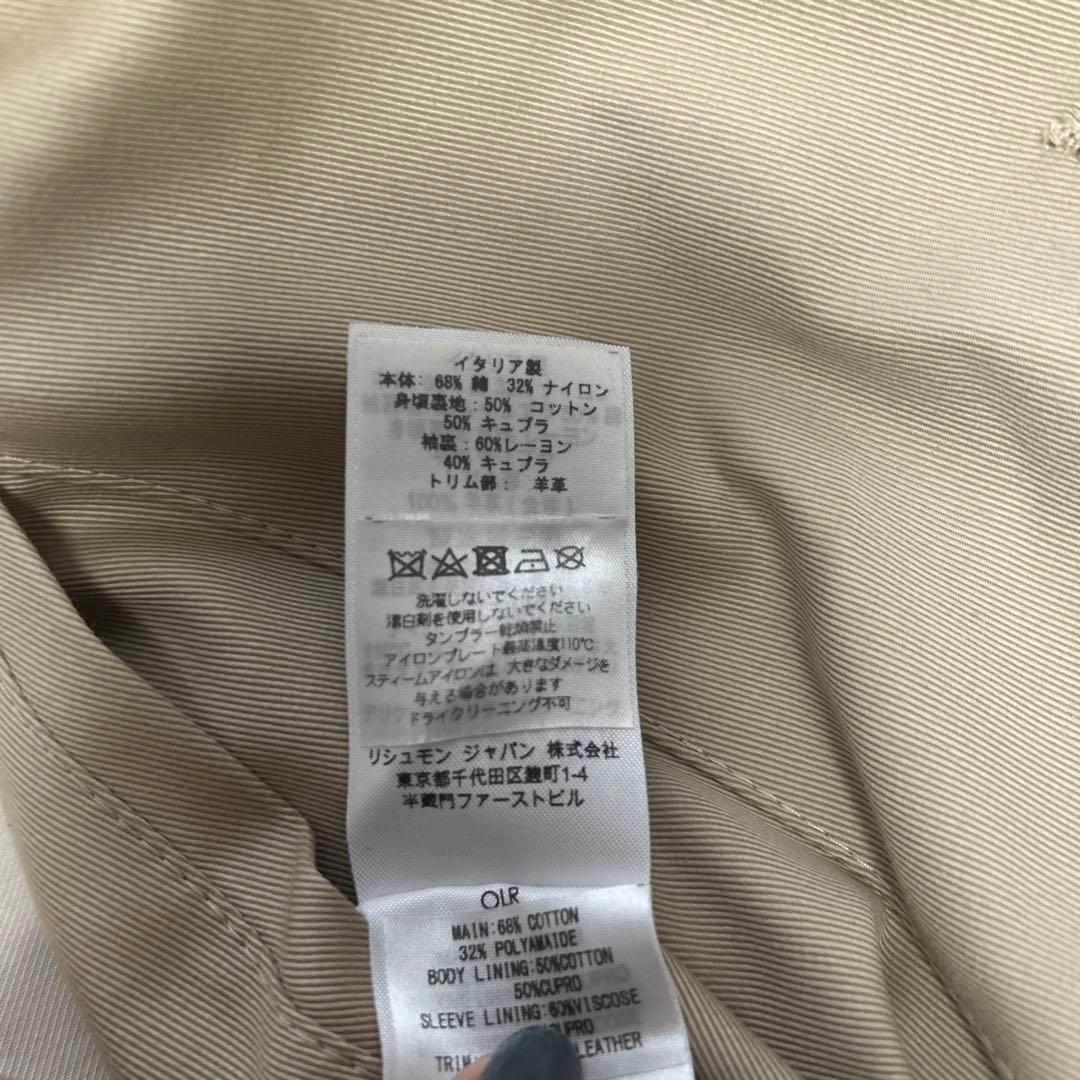 イタリア製
本体: 68% 綿 32% ナイロン
身頃裏地:50% コットン
50% キュプラ
袖裏:60%レーヨン
40% キュプラ
トリム部: 羊革
洗濯しないでください
漂白剤を使用しないでください
タンブラー乾燥禁止
アイロンプレート最高温度110℃
スティームアイロンは、大きなダメージを
与える場合があります
ドライクリーニング不可
リシュモン ジャパン 株式会社
東京都千代田区麹町1-4
半蔵門ファーストビル
OLR
MAIN:68% COTTON
32% POLYAMAIDE
BODY LINING:50%COTTON
50%CUPRO
SLEEVE LINING:60%VISCOSE
CUPRO
TRIM: LEATHER